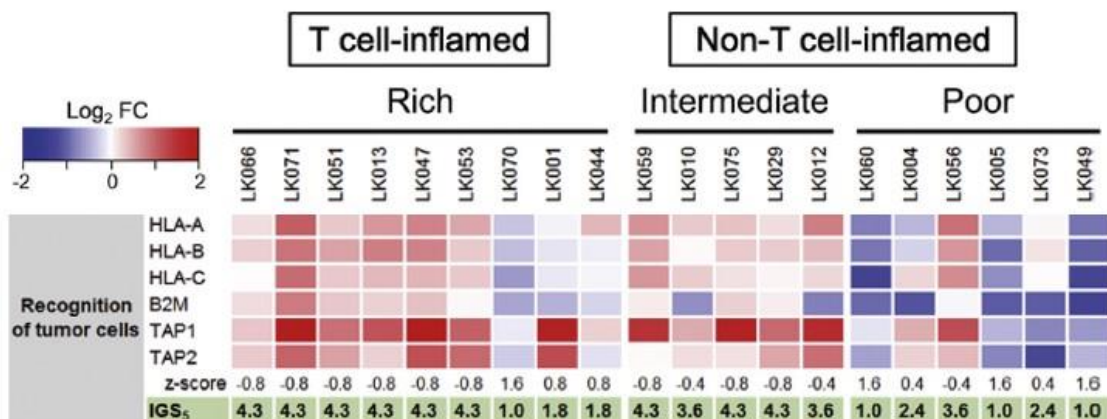 T cell-inflamed Non-T cell-inflamed
Log₂ FC Rich Intermediate Poor
-2 0 2
LK066 LK071 LK051 LK013 LK047 LK053 LK070 LK001 LK044 LK059 LK010 LK775 LK029 LK012 LK060 LK004 LK056 LK005 LK073 LK049
HLA-A
HLA-B
HLA-C
Recognition of tumor cells
B2M
TAP1
TAP2
z-score -0.8 -0.8 -0.8 -0.8 -0.8 -0.8 1.6 0.8 0.8 -0.8 -0.4 -0.8 -0.8 -0.4 1.6 0.4 -0.4 1.6 0.4 1.6
IGS₅ 4.3 4.3 4.3 4.3 4.3 4.3 1.0 1.8 1.8 4.3 3.6 4.3 4.3 3.6 1.0 2.4 3.6 1.0 2.4 1.0